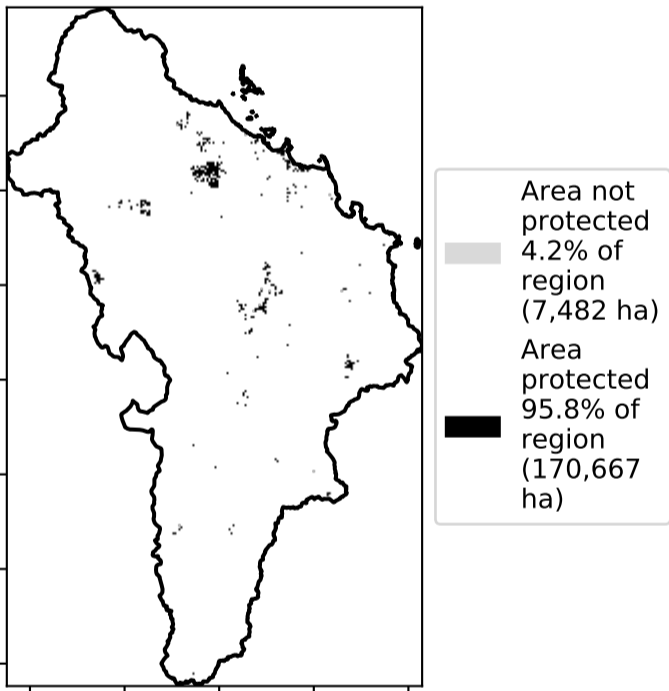 Area not
protected
4.2% of
region
(7,482 ha)
Area
protected
95.8% of
region
(170,667
ha)